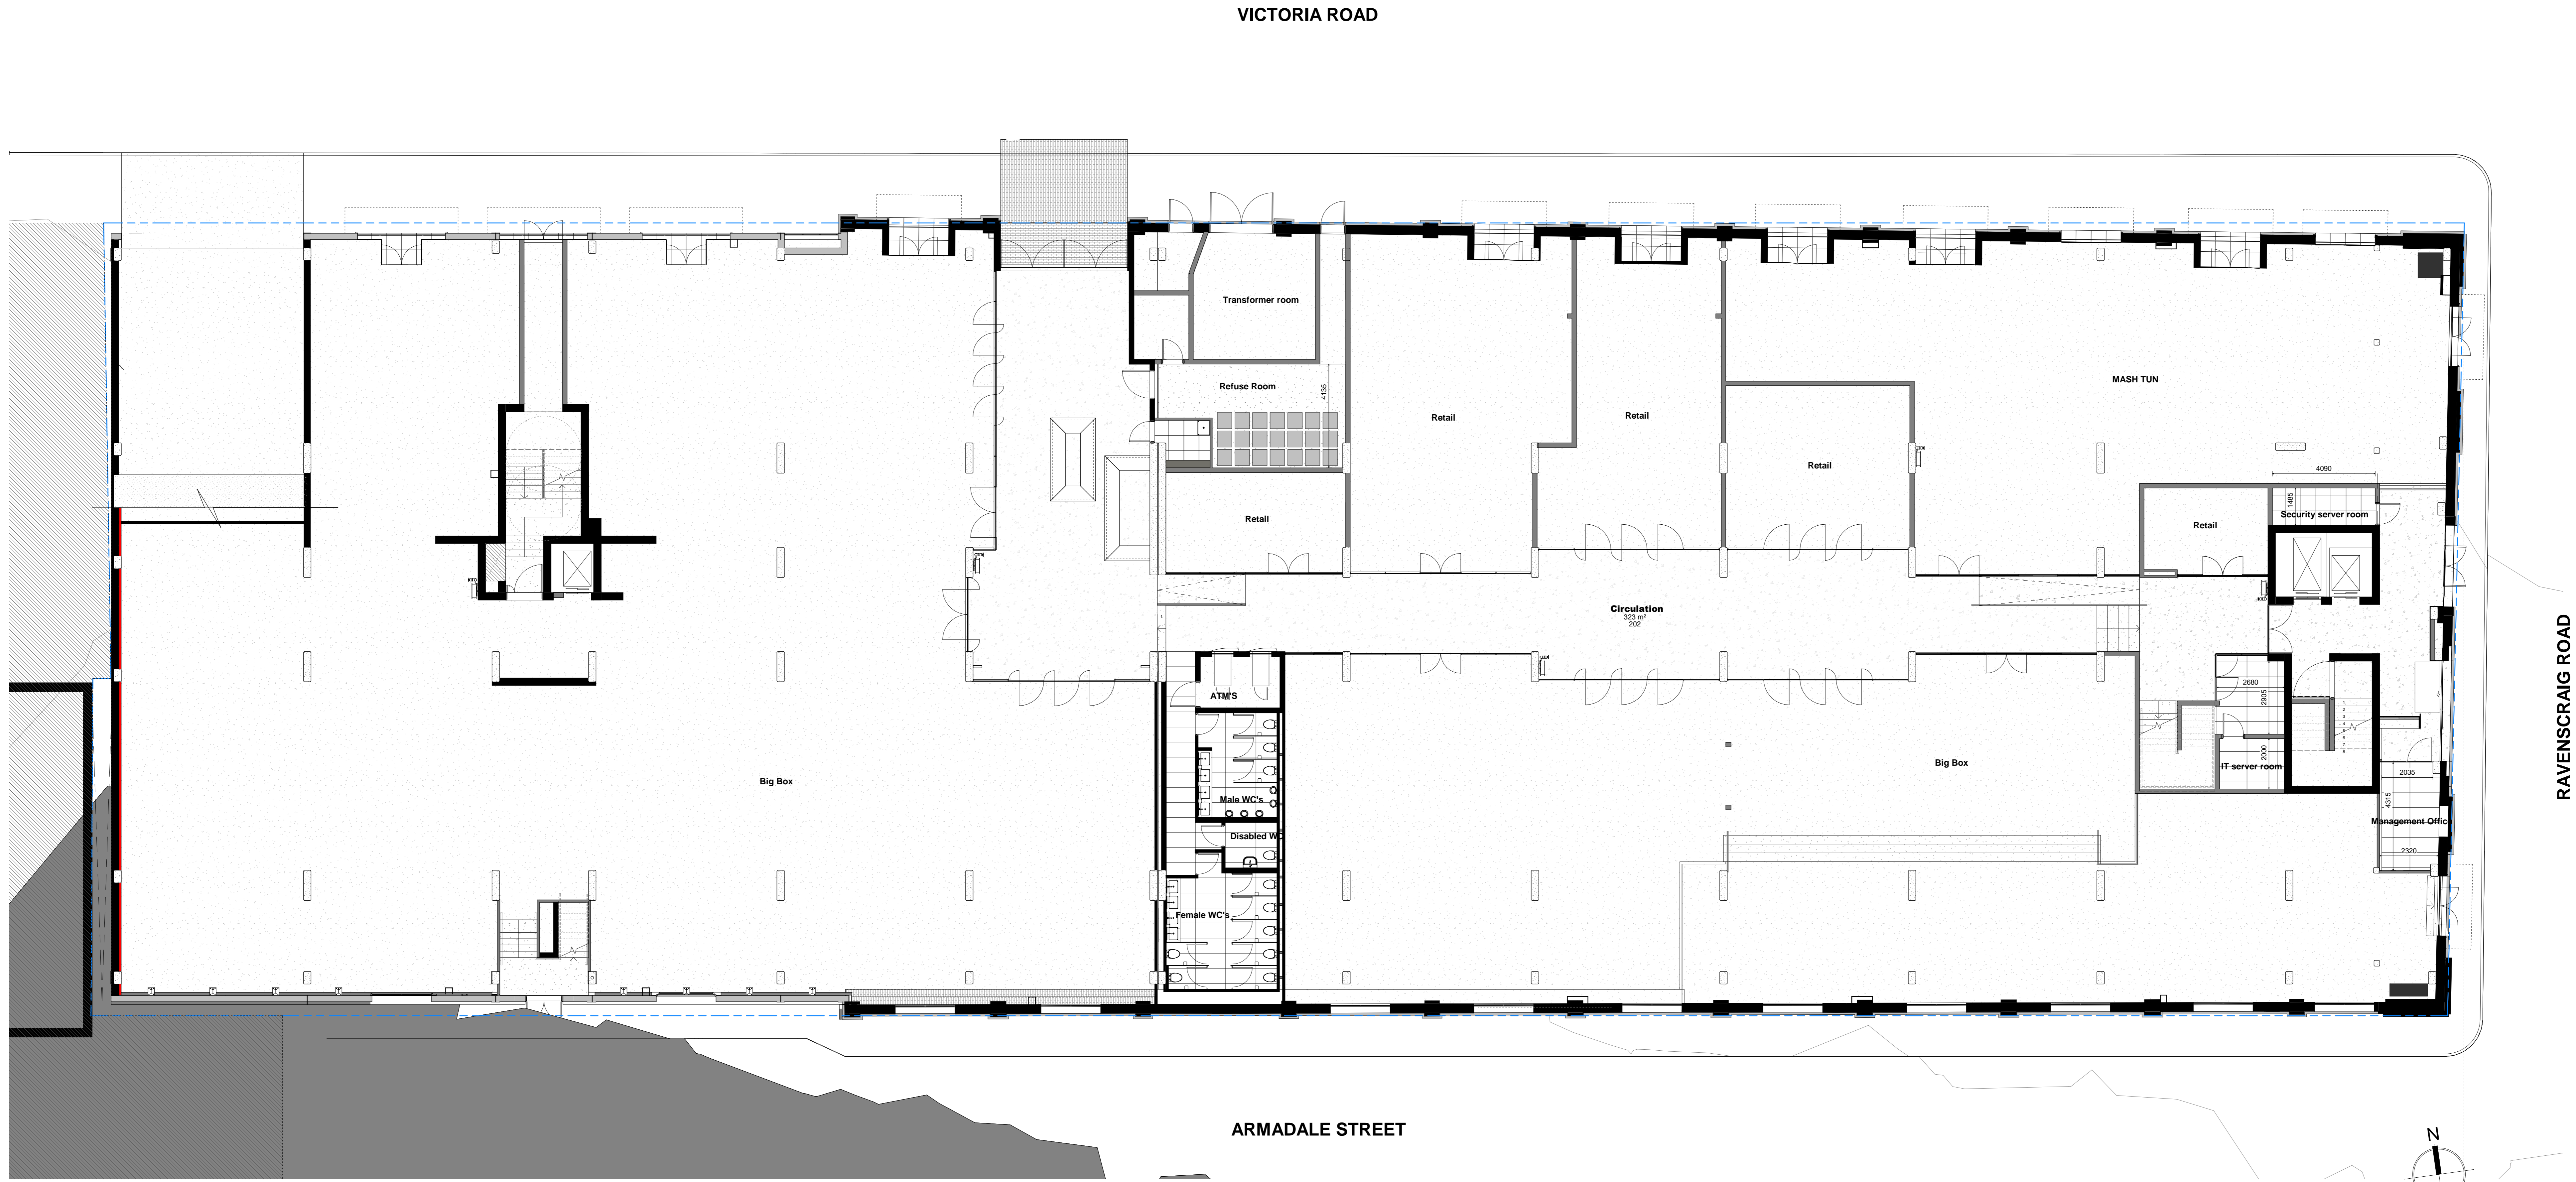 VICTORIA ROAD
Transformer room
MASH TUN
Refuse Room
4135
Retail
Retail
Retail
4090
1485
Security server room
Retail
Retail
Circulation
323 m²
202
RAVENSCRAIG ROAD
2680
2905
ATM'S
IT server room
2000
2035
4315
Big Box
Big Box
Male WC's
Management Office
Disabled WC
2320
Female WC's
ARMADALE STREET
N